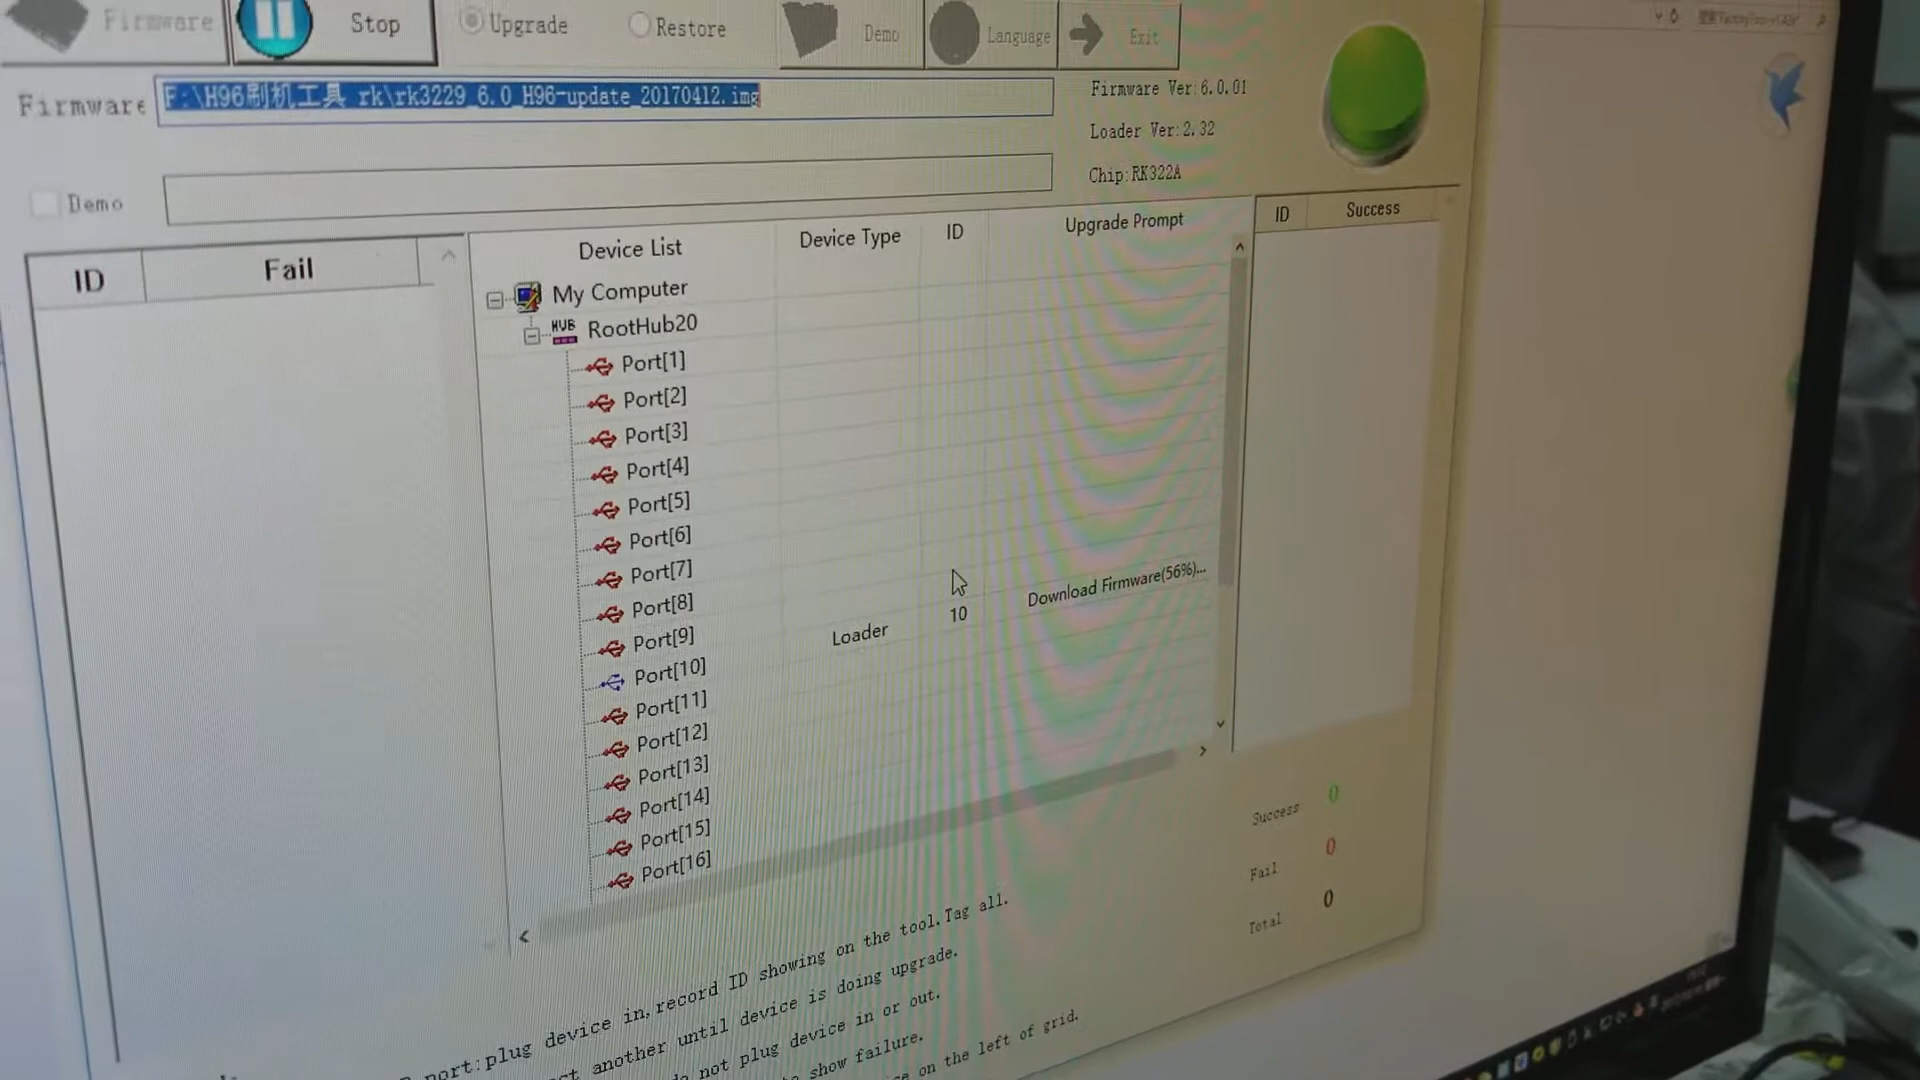 Firmware Stop Upgrade Restore Demo Language Exit
Firmware F:\H96刷机工具 rk\rk3229_6.0_H96-update_20170412.img
Firmware Ver:6.0.01
Loader Ver:2.32
Chip:RK322A
Demo
ID Fail
Device List Device Type ID Upgrade Prompt
ID Success
My Computer
HUB RootHub20
Port[1]
Port[2]
Port[3]
Port[4]
Port[5]
Port[6]
Port[7]
Port[8]
Port[9]
Port[10] Loader 10 Download Firmware(56%)...
Port[11]
Port[12]
Port[13]
Port[14]
Port[15]
Port[16]
Success 0
Fail 0
Total 0
port:plug device in,record ID showing on the tool.Tag all.
another until device is doing upgrade.
not plug device in or out.
show failure.
on the left of grid.